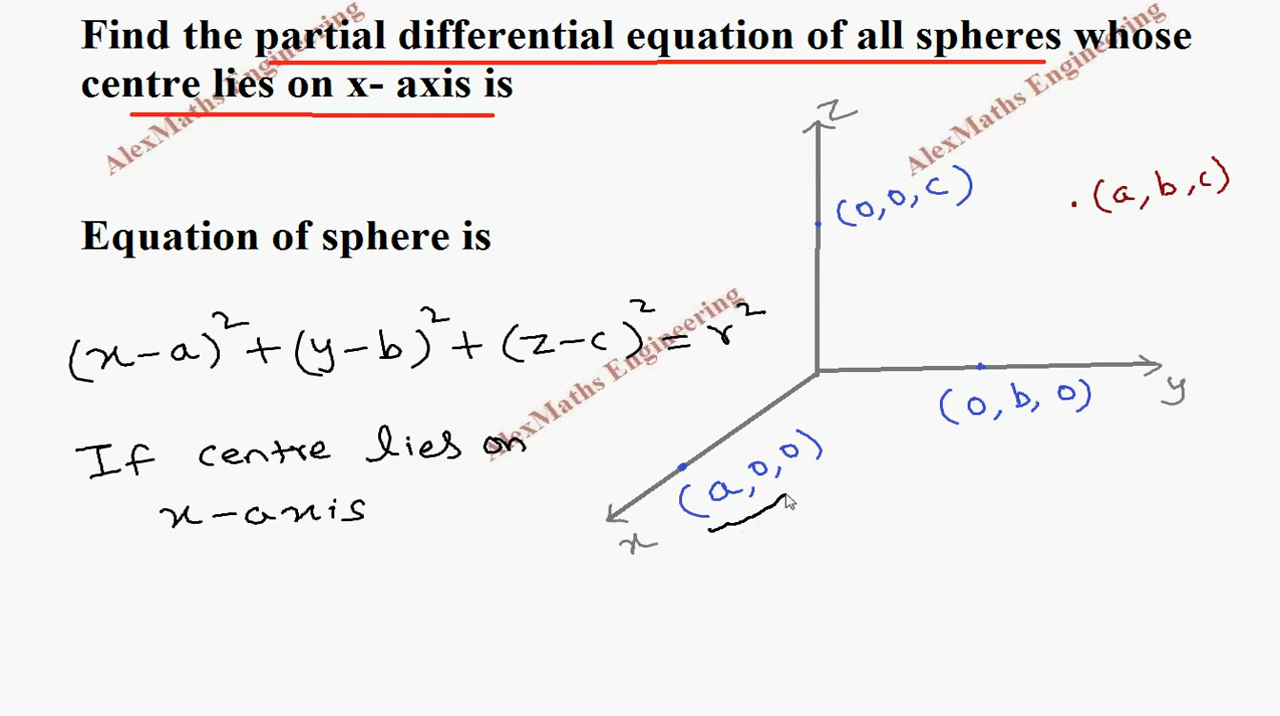 Find the partial differential equation of all spheres whose
centre lies on x- axis is
AlexMaths Engineering
AlexMaths Engineering
z
(0,0,c)
.(a,b,c)
Equation of sphere is
(x-a)²+(y-b)²+(z-c)²=r²
AlexMaths Engineering
y
(0,b,0)
If centre lies on
x-axis
(a,0,0)
x